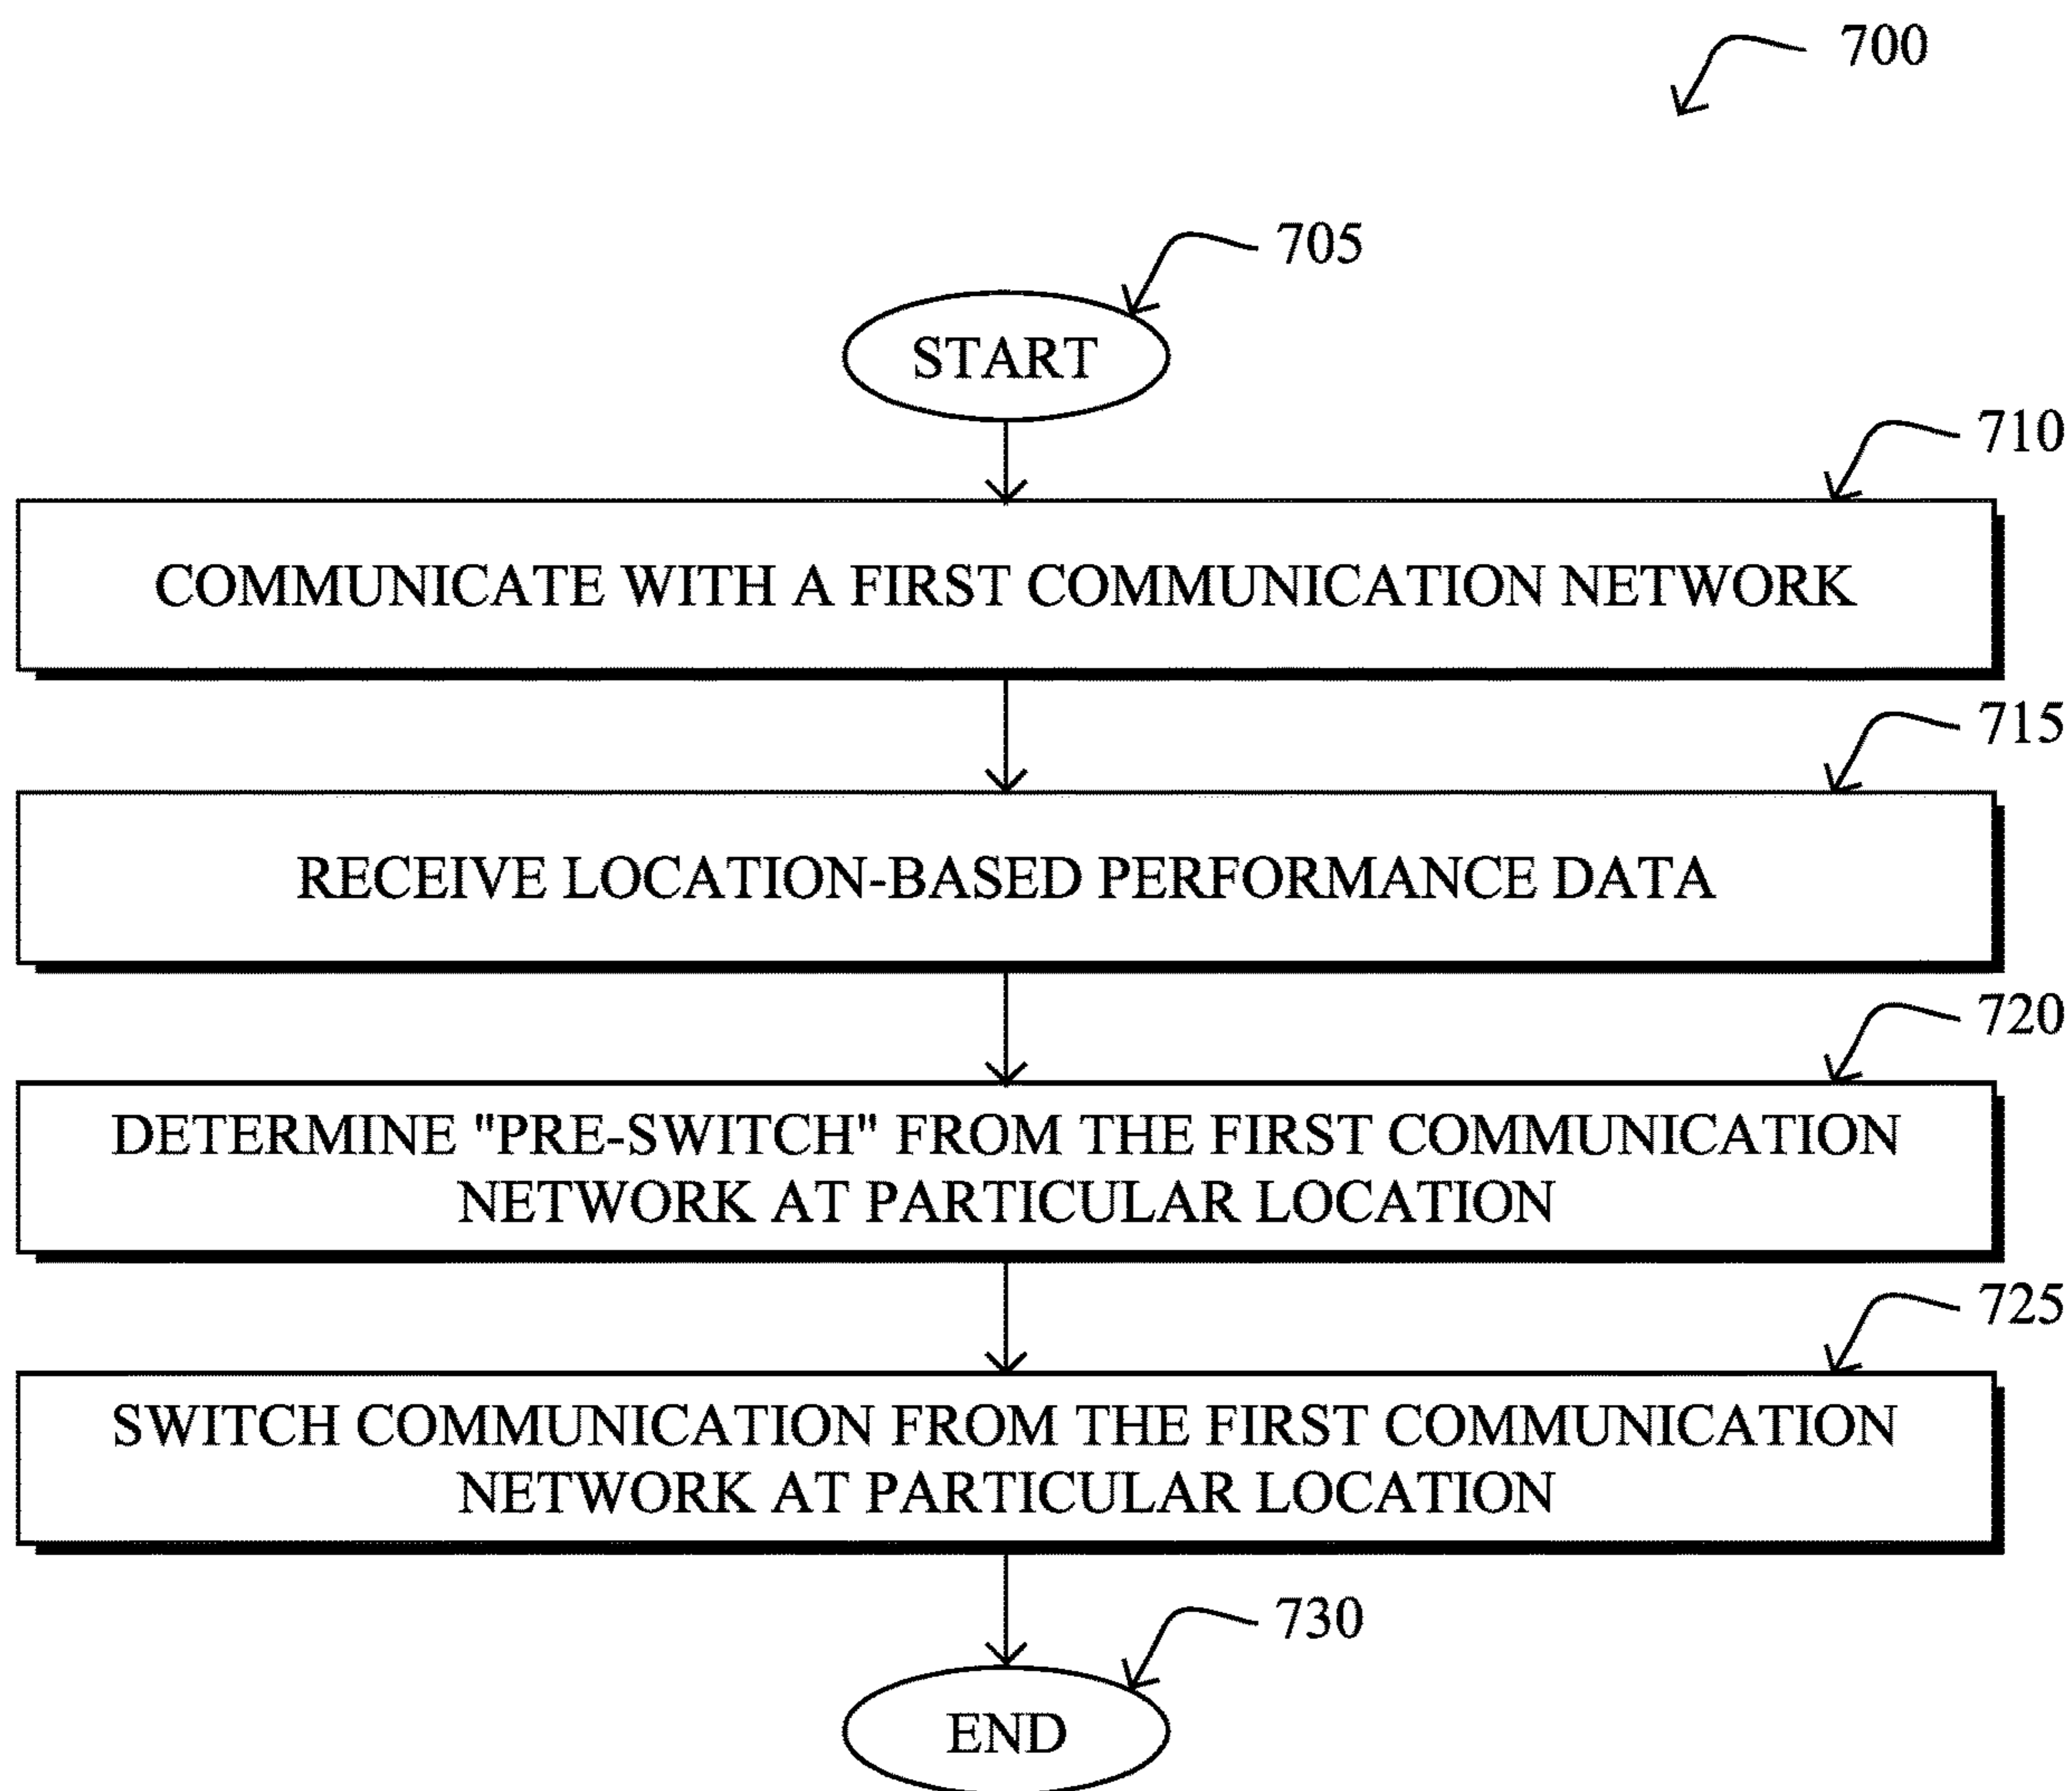 700
705
START
710
COMMUNICATE WITH A FIRST COMMUNICATION NETWORK
715
RECEIVE LOCATION-BASED PERFORMANCE DATA
720
DETERMINE "PRE-SWITCH" FROM THE FIRST COMMUNICATION
NETWORK AT PARTICULAR LOCATION
725
SWITCH COMMUNICATION FROM THE FIRST COMMUNICATION
NETWORK AT PARTICULAR LOCATION
730
END